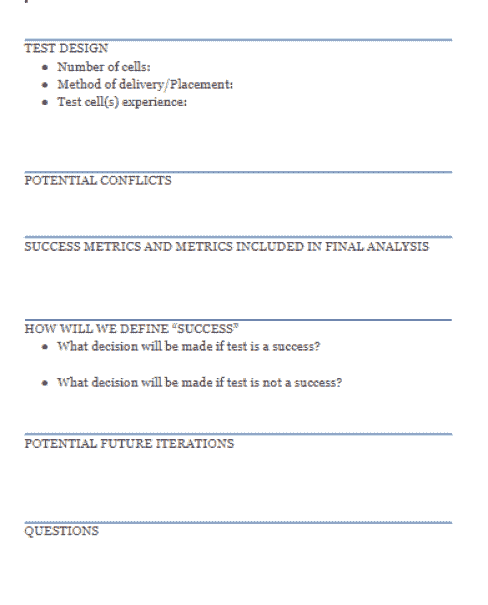 TEST DESIGN
• Number of cells:
• Method of delivery/Placement:
• Test cell(s) experience:
POTENTIAL CONFLICTS
SUCCESS METRICS AND METRICS INCLUDED IN FINAL ANALYSIS
HOW WILL WE DEFINE “SUCCESS”
• What decision will be made if test is a success?
• What decision will be made if test is not a success?
POTENTIAL FUTURE ITERATIONS
QUESTIONS